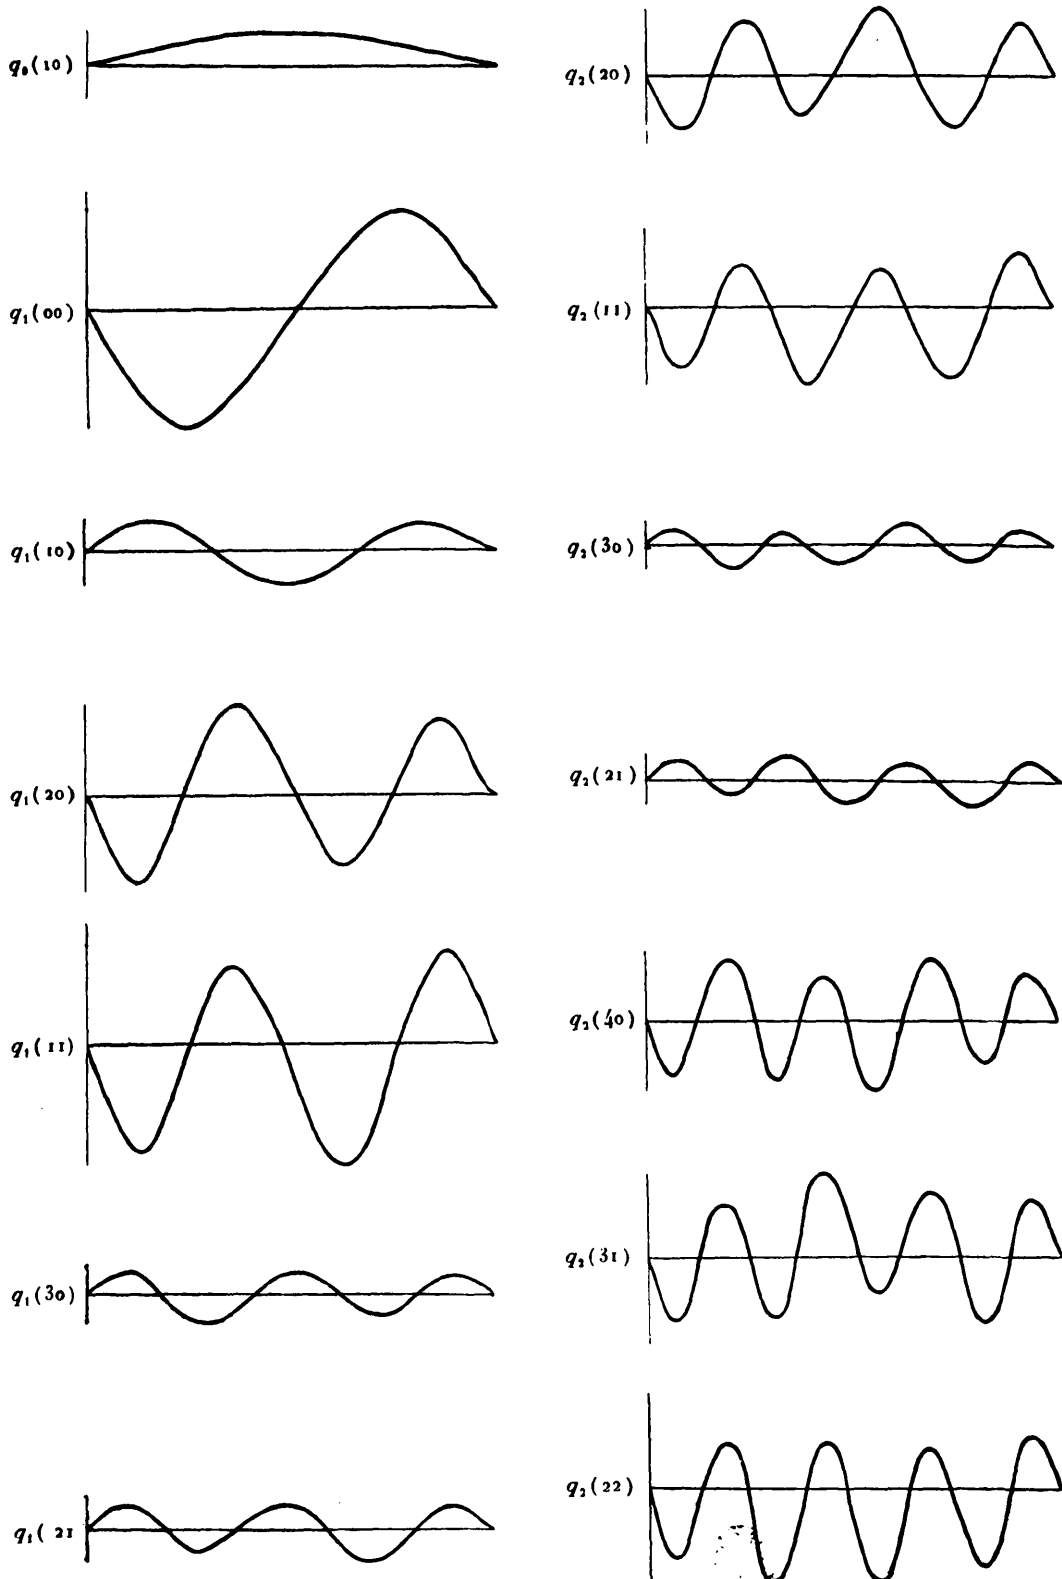 q₀(10)
q₁(00)
q₁(10)
q₁(20)
q₁(11)
q₁(30)
q₁(21
q₂(20)
q₂(11)
q₂(30)
q₂(21)
q₂(40)
q₂(31)
q₂(22)